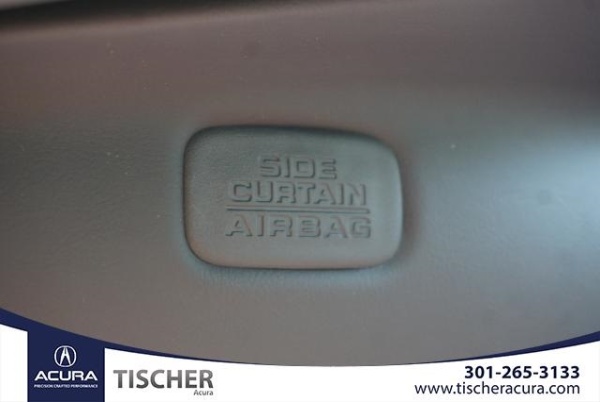 SIDE
CURTAIN
AIRBAG
ACURA
PRECISION CRAFTED PERFORMANCE
TISCHER
Acura
301-265-3133
www.tischeracura.com